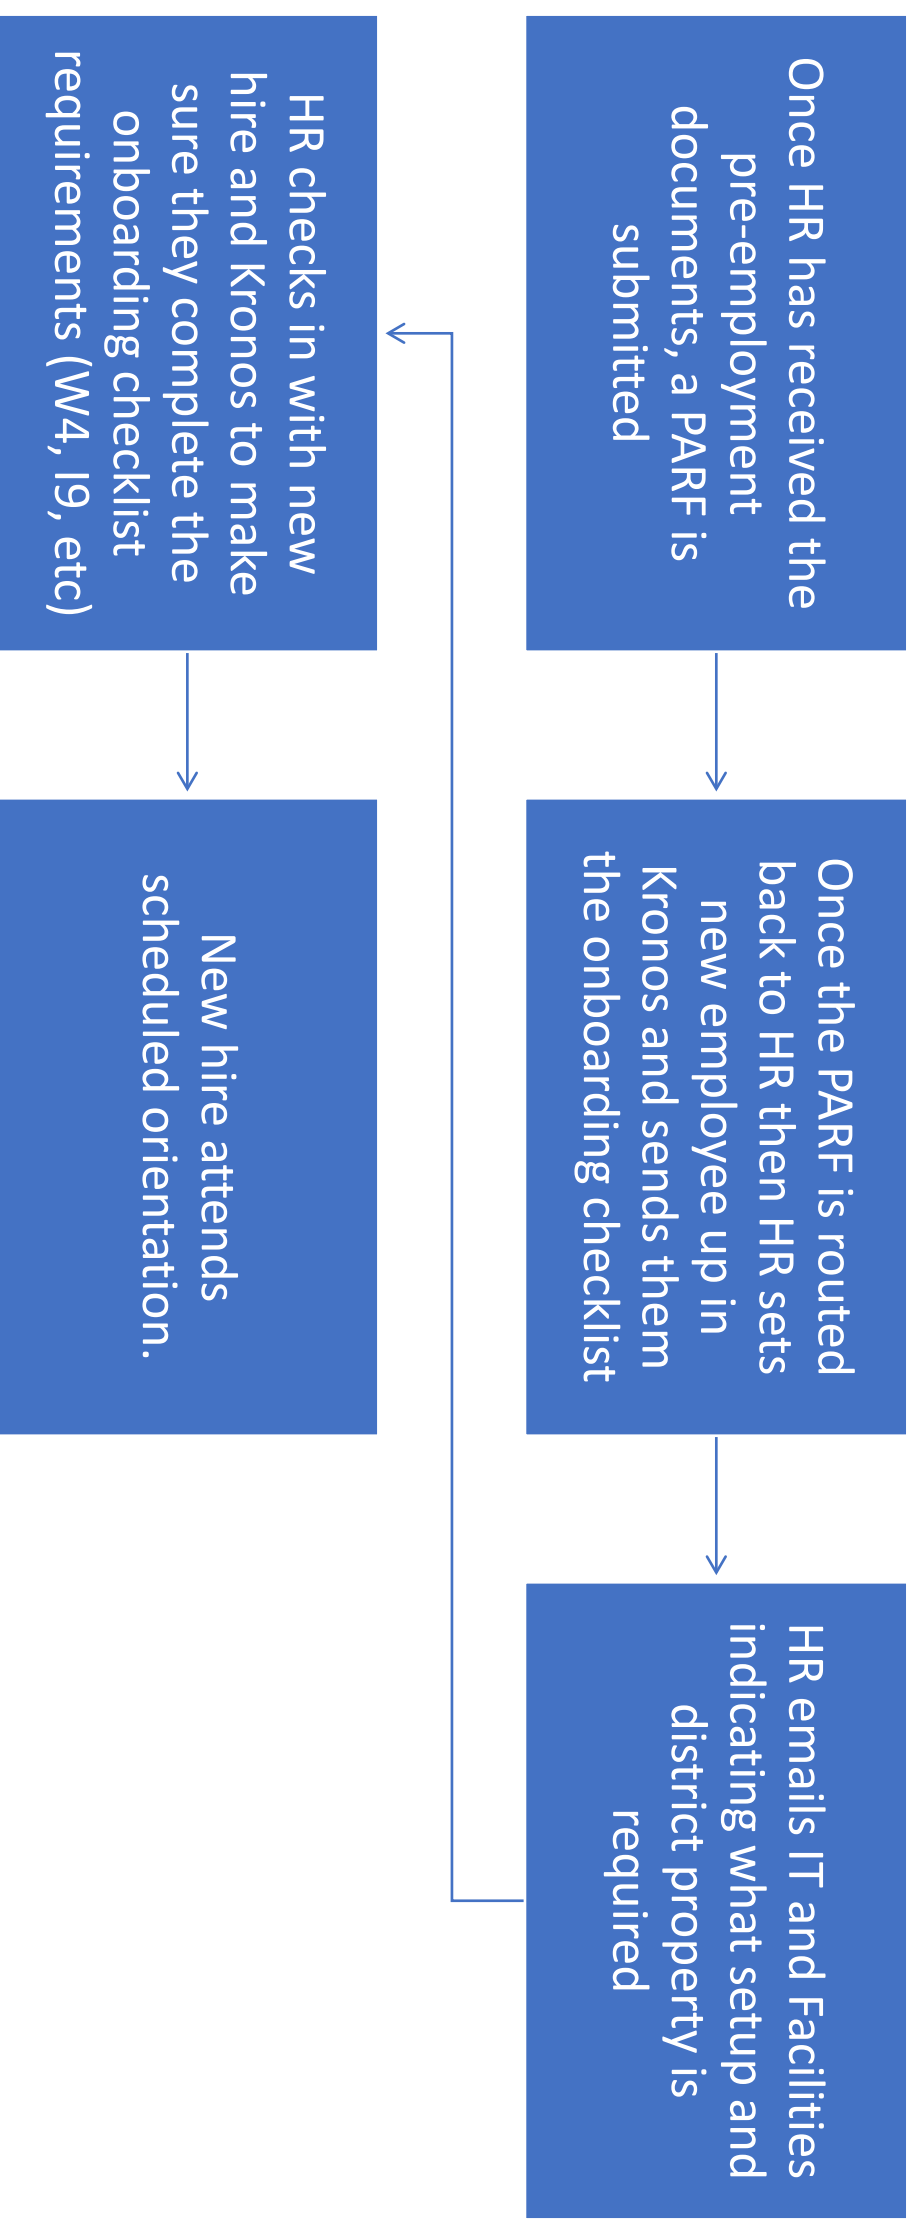 Once HR has received the
pre-employment
documents, a PARF is
submitted
Once the PARF is routed
back to HR then HR sets
new employee up in
Kronos and sends them
the onboarding checklist
HR emails IT and Facilities
indicating what setup and
district property is
required
HR checks in with new
hire and Kronos to make
sure they complete the
onboarding checklist
requirements (W4, I9, etc)
New hire attends
scheduled orientation.